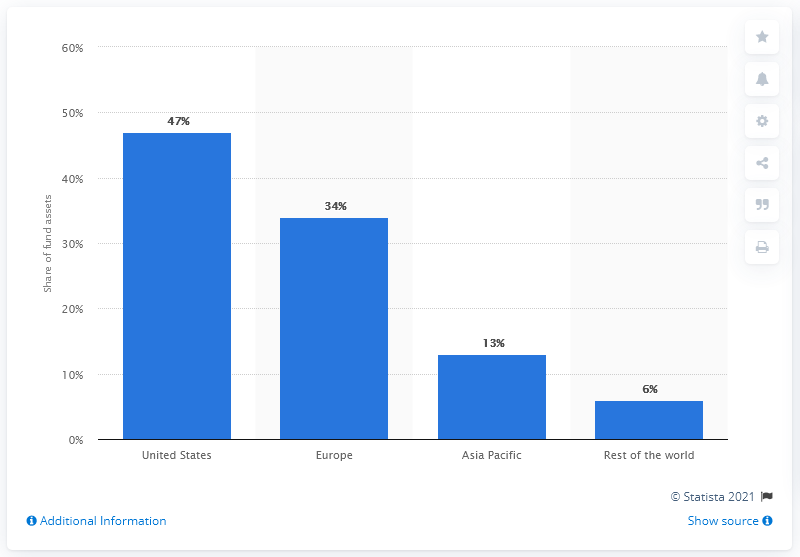 60%
50%
40%
30%
20%
10%
0%
Share of fund assets
47%
34%
13%
6%
United States
Europe
Asia Pacific
Rest of the world
© Statista 2021
Additional Information
Show source